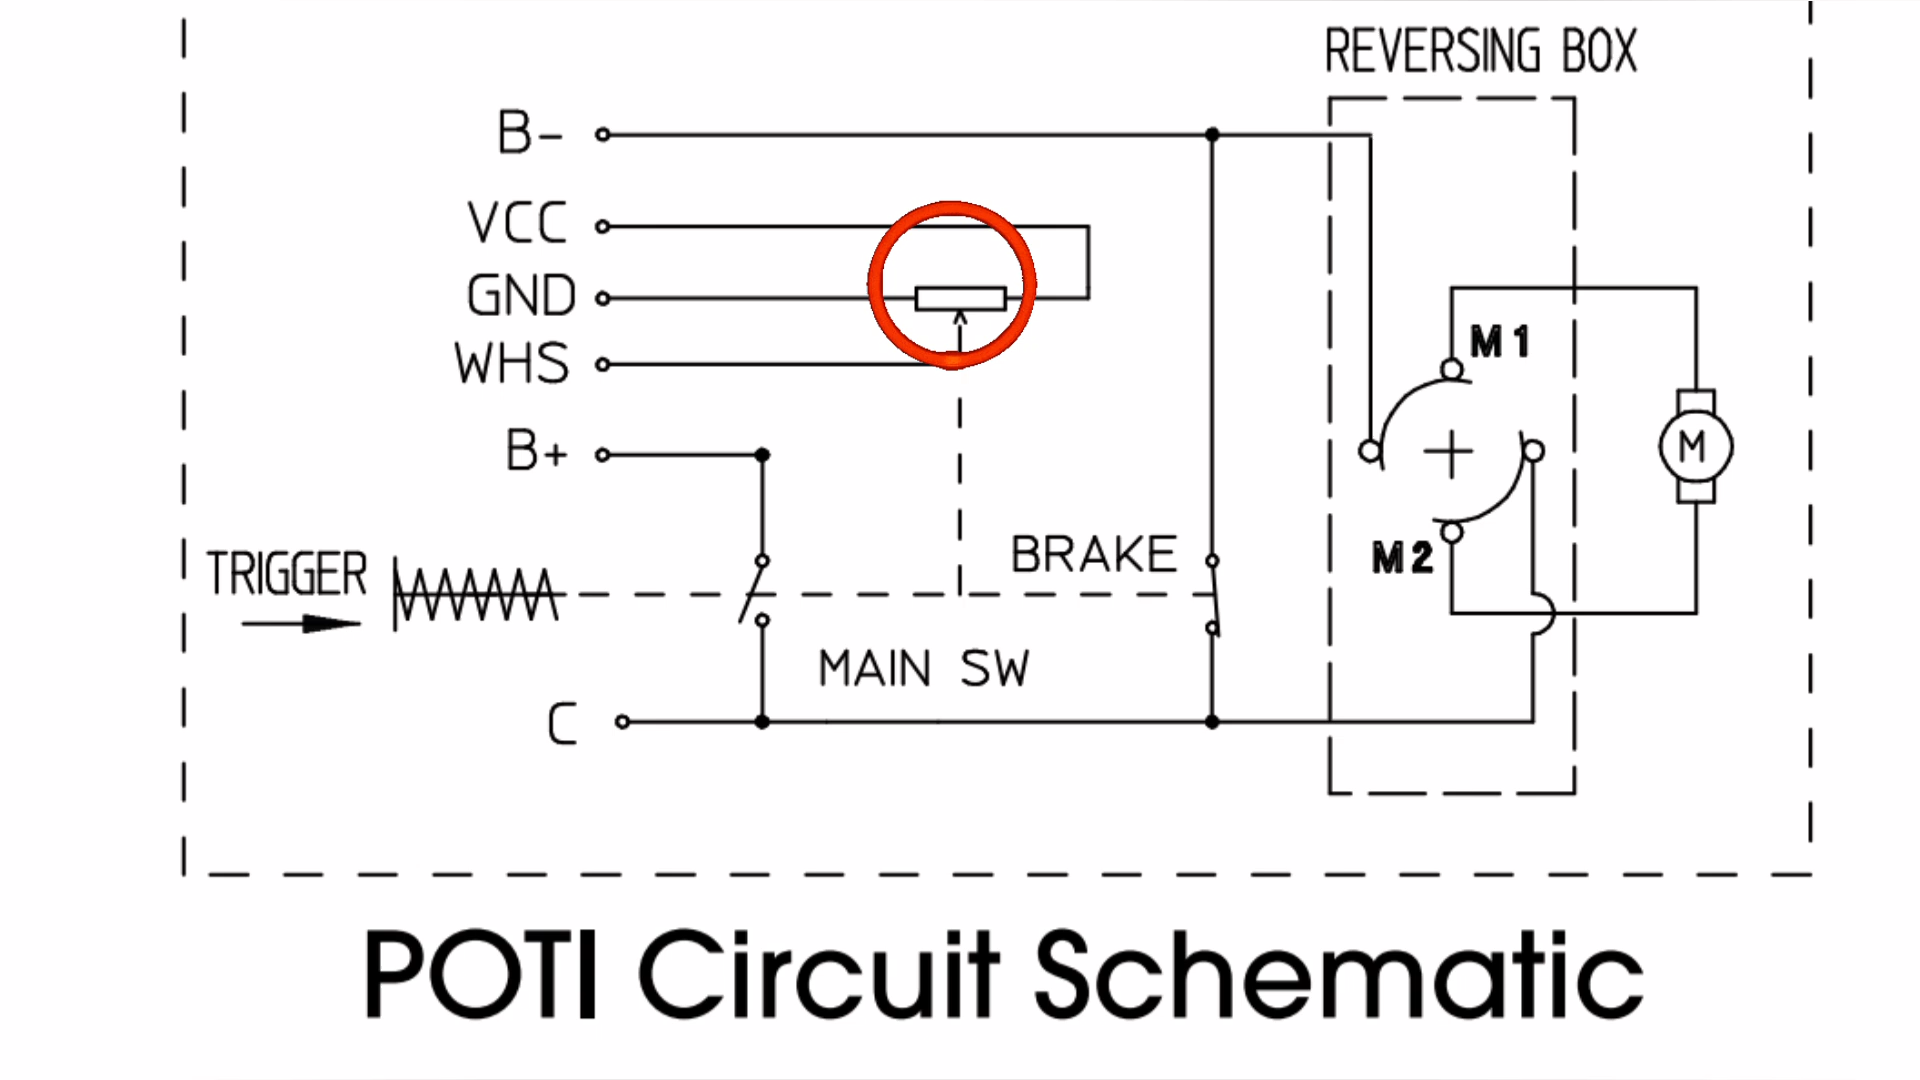 REVERSING BOX
B-
VCC
GND
WHS
B+
M1
M
M2
TRIGGER
BRAKE
MAIN SW
C
POTI Circuit Schematic